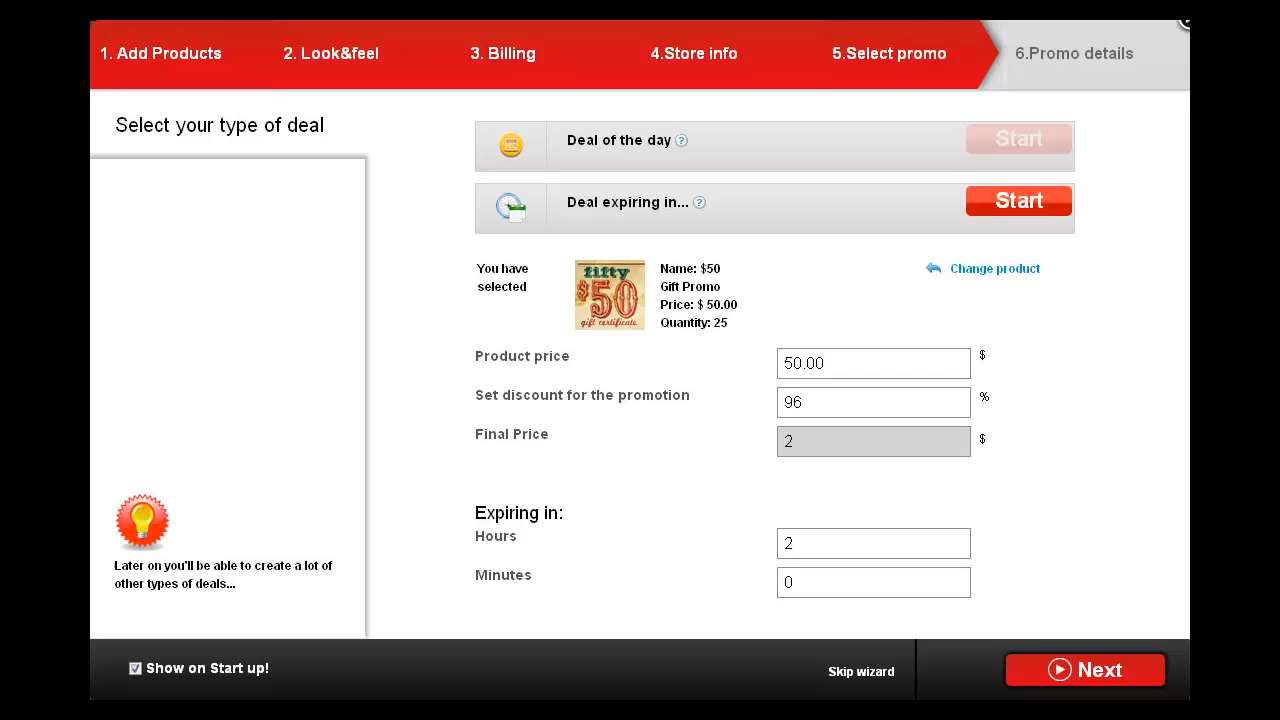 1. Add Products
2. Look&feel
3. Billing
4.Store info
5.Select promo
6.Promo details
Select your type of deal
Deal of the day ?
Start
Deal expiring in... ?
Start
You have
selected
fifty
$50
gift certificate
Name: $50
Gift Promo
Price: $ 50.00
Quantity: 25
Change product
Product price
50.00
$
Set discount for the promotion
96
%
Final Price
2
$
Expiring in:
Hours
2
Minutes
0
Later on you'll be able to create a lot of
other types of deals...
Show on Start up!
Skip wizard
Next